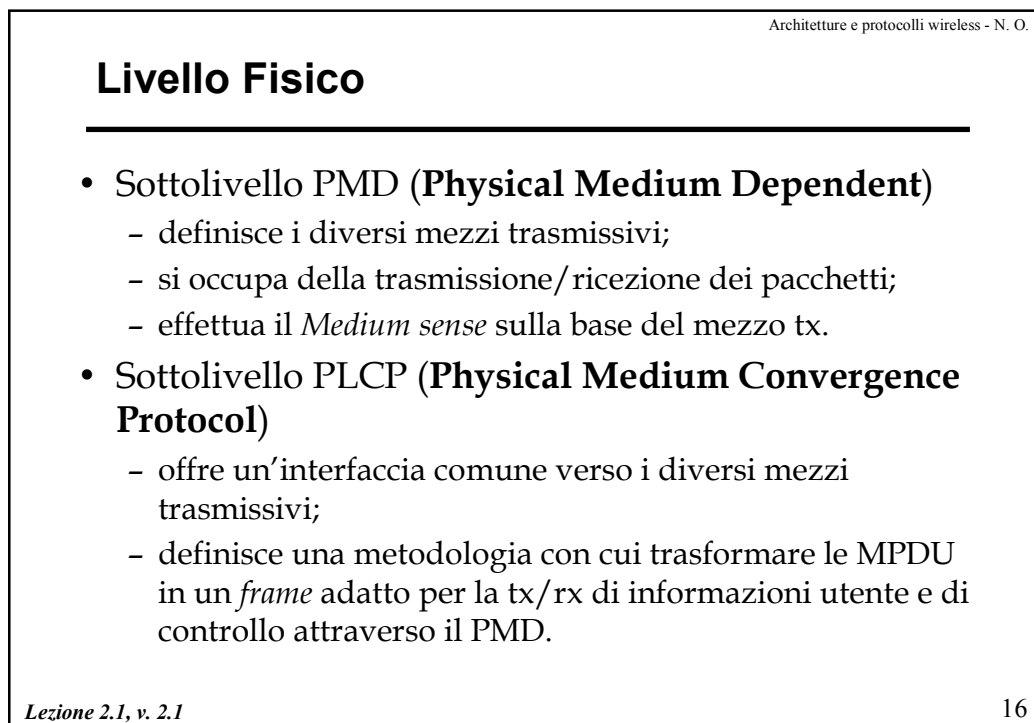 Architetture e protocolli wireless - N. O.
Livello Fisico
• Sottolivello PMD (Physical Medium Dependent)
– definisce i diversi mezzi trasmissivi;
– si occupa della trasmissione/ricezione dei pacchetti;
– effettua il Medium sense sulla base del mezzo tx.
• Sottolivello PLCP (Physical Medium Convergence
Protocol)
– offre un'interfaccia comune verso i diversi mezzi
trasmissivi;
– definisce una metodologia con cui trasformare le MPDU
in un frame adatto per la tx/rx di informazioni utente e di
controllo attraverso il PMD.
Lezione 2.1, v. 2.1
16